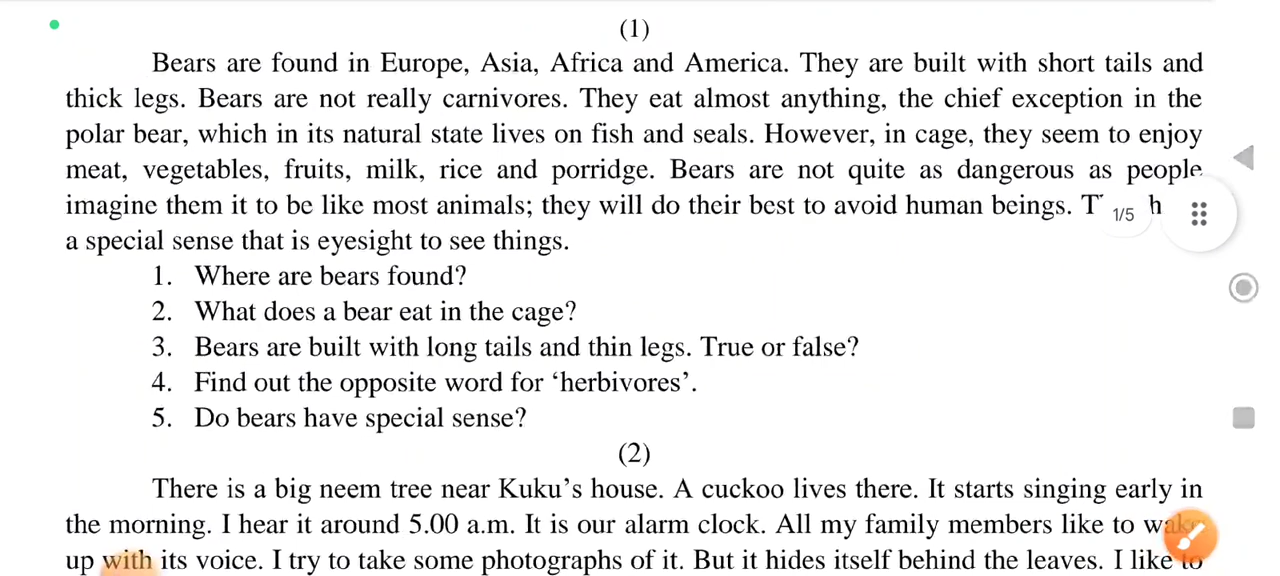 (1)
Bears are found in Europe, Asia, Africa and America. They are built with short tails and
thick legs. Bears are not really carnivores. They eat almost anything, the chief exception in the
polar bear, which in its natural state lives on fish and seals. However, in cage, they seem to enjoy
meat, vegetables, fruits, milk, rice and porridge. Bears are not quite as dangerous as people
imagine them it to be like most animals; they will do their best to avoid human beings.
1/5
a special sense that is eyesight to see things.
1. Where are bears found?
2. What does a bear eat in the cage?
3. Bears are built with long tails and thin legs. True or false?
4. Find out the opposite word for ‘herbivores’.
5. Do bears have special sense?
(2)
There is a big neem tree near Kuku’s house. A cuckoo lives there. It starts singing early in
the morning. I hear it around 5.00 a.m. It is our alarm clock. All my family members like to wake
up with its voice. I try to take some photographs of it. But it hides itself behind the leaves. I like to